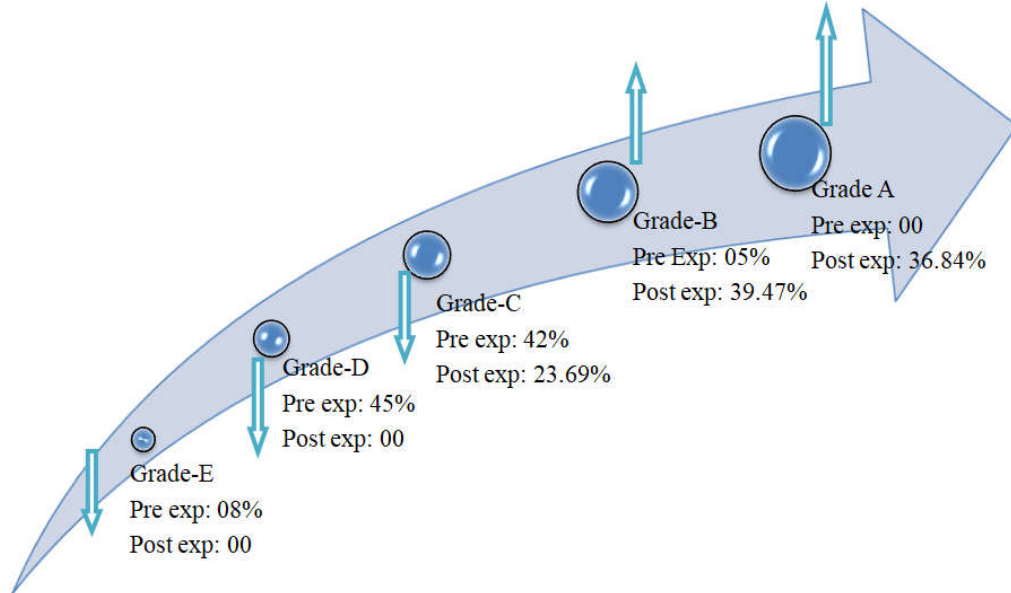 Grade A
Pre exp: 00
Post exp: 36.84%
Grade-B
Pre Exp: 05%
Post exp: 39.47%
Grade-C
Pre exp: 42%
Post exp: 23.69%
Grade-D
Pre exp: 45%
Post exp: 00
Grade-E
Pre exp: 08%
Post exp: 00